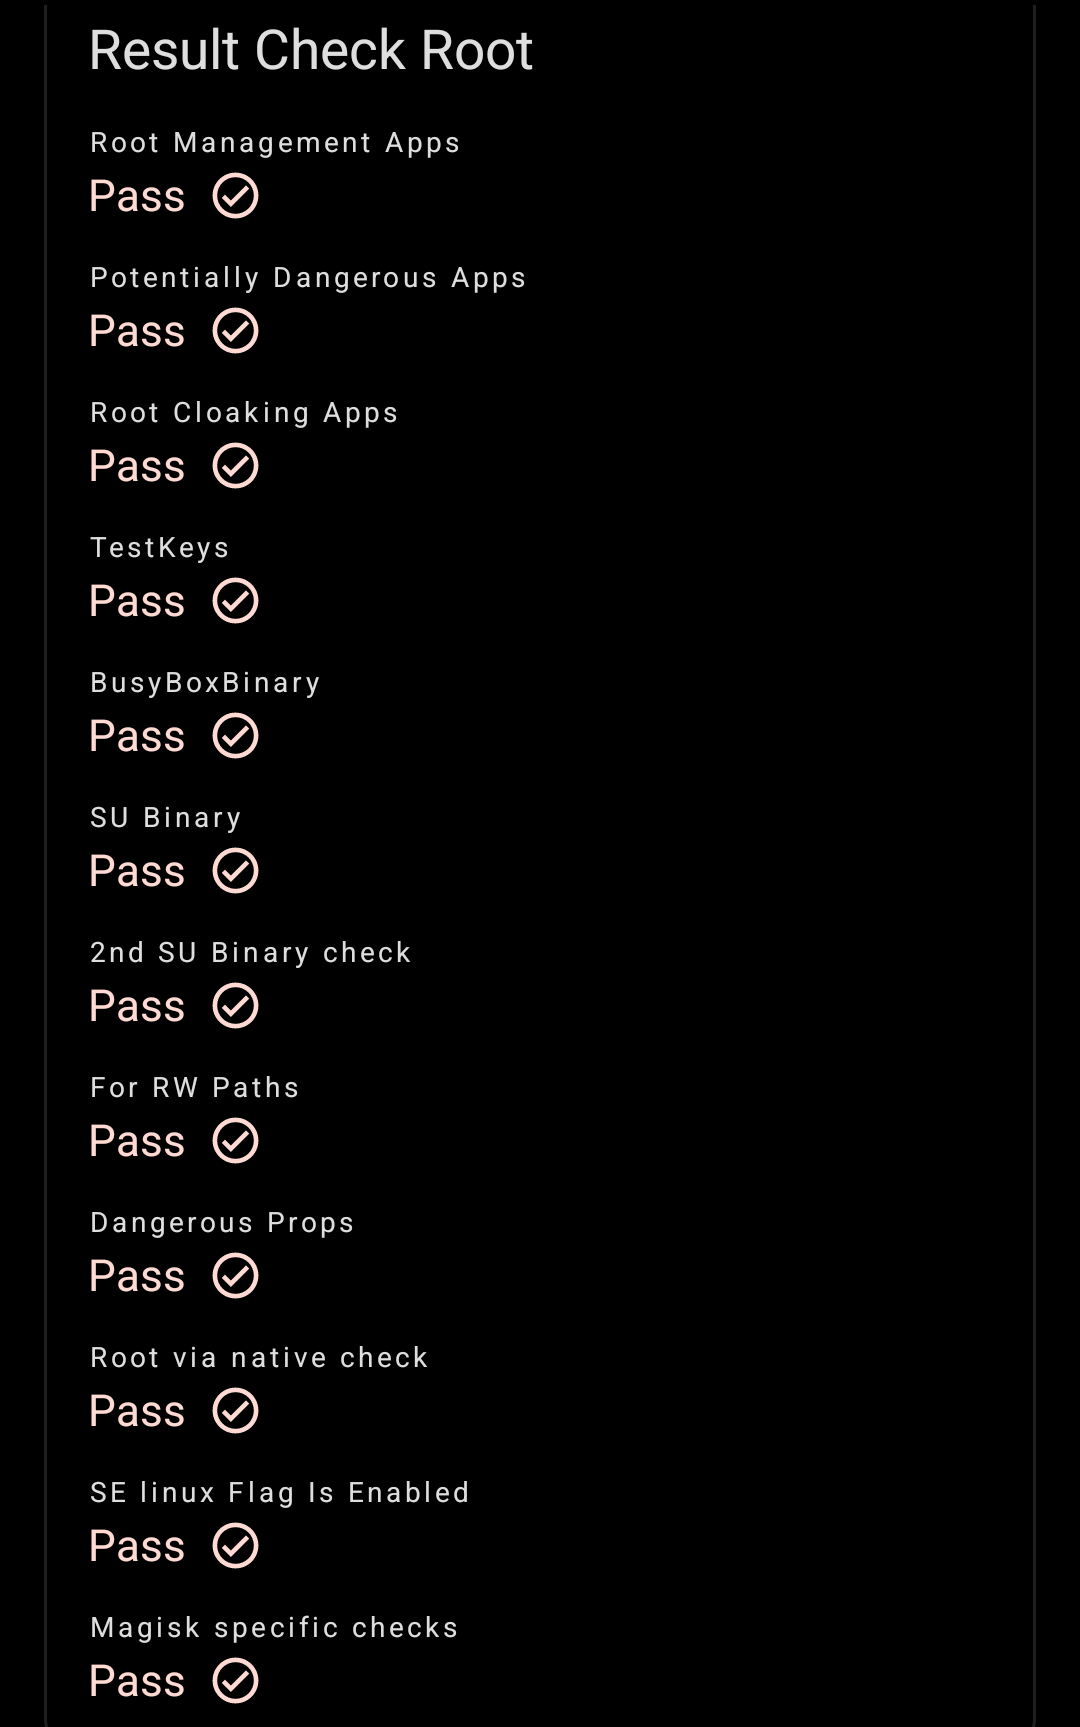 Result Check Root
Root Management Apps
Pass
Potentially Dangerous Apps
Pass
Root Cloaking Apps
Pass
TestKeys
Pass
BusyBoxBinary
Pass
SU Binary
Pass
2nd SU Binary check
Pass
For RW Paths
Pass
Dangerous Props
Pass
Root via native check
Pass
SE linux Flag Is Enabled
Pass
Magisk specific checks
Pass